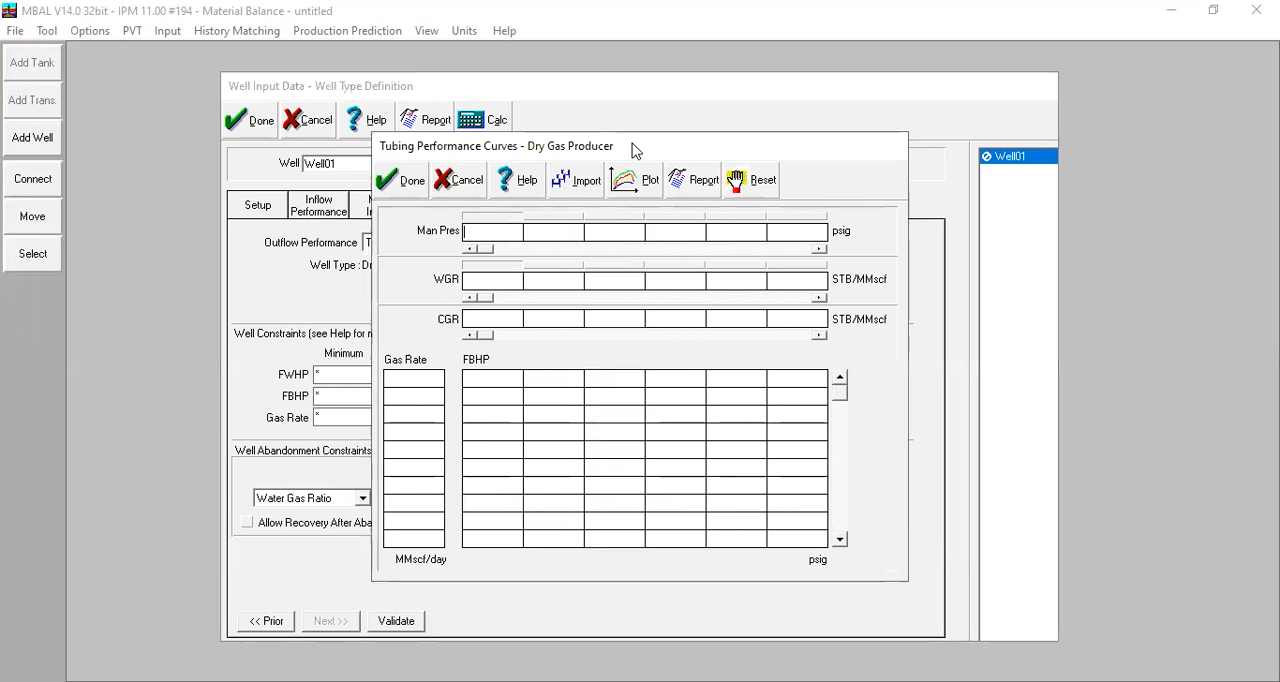 MBAL V14.0 32bit - IPM 11.00 #194 - Material Balance - untitled
File Tool Options PVT Input History Matching Production Prediction View Units Help
Add Tank
Add Trans.
Add Well
Connect
Move
Select
Well Input Data - Well Type Definition
Done Cancel Help Report Calc
Well Well01
Setup Inflow Performance
Outflow Performance
Well Type :
Well Constraints (see Help for
Minimum
FWHP *
FBHP *
Gas Rate *
Well Abandonment Constraints
Water Gas Ratio
Allow Recovery After
<< Prior Next >> Validate
Well01
Tubing Performance Curves - Dry Gas Producer
Done Cancel Help Import Plot Report Reset
Man Pres psig
WGR STB/MMscf
CGR STB/MMscf
Gas Rate FBHP
MMscf/day psig